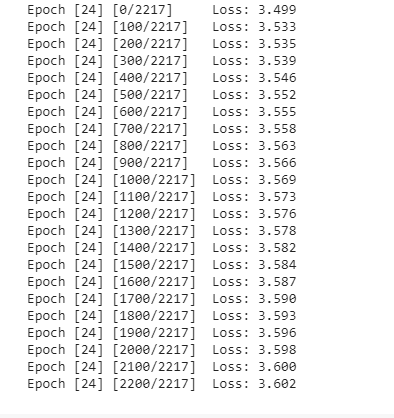 Epoch [24] [0/2217] Loss: 3.499
Epoch [24] [100/2217] Loss: 3.533
Epoch [24] [200/2217] Loss: 3.535
Epoch [24] [300/2217] Loss: 3.539
Epoch [24] [400/2217] Loss: 3.546
Epoch [24] [500/2217] Loss: 3.552
Epoch [24] [600/2217] Loss: 3.555
Epoch [24] [700/2217] Loss: 3.558
Epoch [24] [800/2217] Loss: 3.563
Epoch [24] [900/2217] Loss: 3.566
Epoch [24] [1000/2217] Loss: 3.569
Epoch [24] [1100/2217] Loss: 3.573
Epoch [24] [1200/2217] Loss: 3.576
Epoch [24] [1300/2217] Loss: 3.578
Epoch [24] [1400/2217] Loss: 3.582
Epoch [24] [1500/2217] Loss: 3.584
Epoch [24] [1600/2217] Loss: 3.587
Epoch [24] [1700/2217] Loss: 3.590
Epoch [24] [1800/2217] Loss: 3.593
Epoch [24] [1900/2217] Loss: 3.596
Epoch [24] [2000/2217] Loss: 3.598
Epoch [24] [2100/2217] Loss: 3.600
Epoch [24] [2200/2217] Loss: 3.602